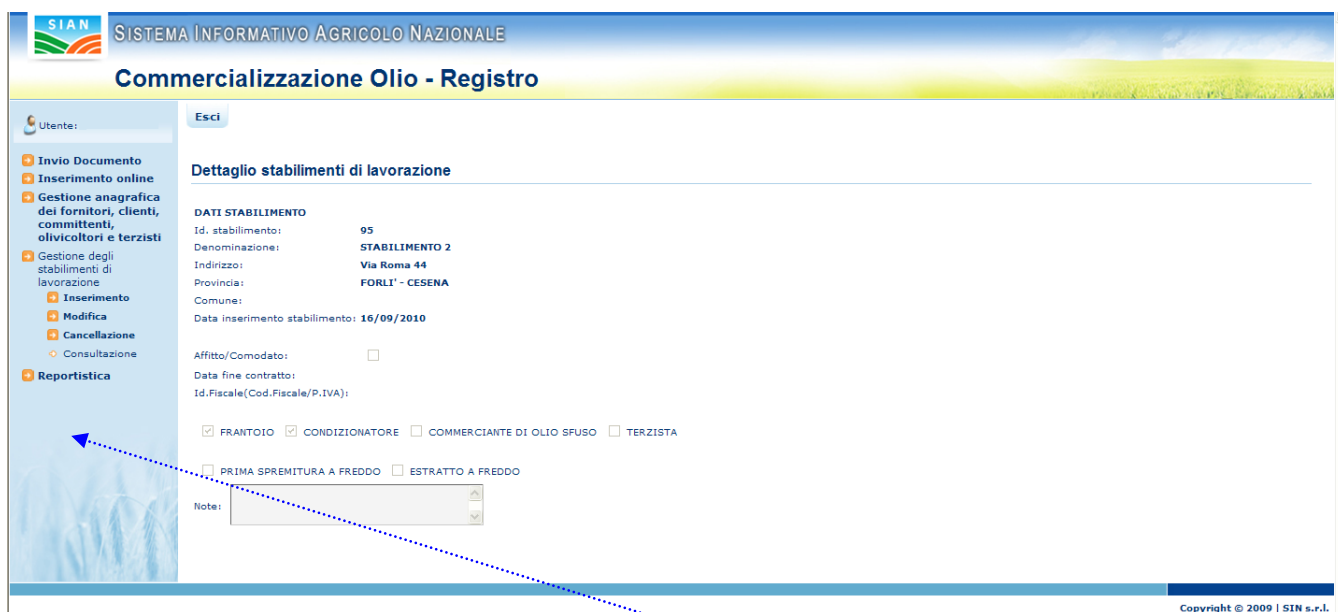 SIAN
SISTEMA INFORMATIVO AGRICOLO NAZIONALE
Commercializzazione Olio - Registro
Utente:
Invio Documento
Inserimento online
Gestione anagrafica
dei fornitori, clienti,
committenti,
olivicoltori e terzisti
Gestione degli
stabilimenti di
lavorazione
Inserimento
Modifica
Cancellazione
Consultazione
Reportistica
Esci
Dettaglio stabilimenti di lavorazione
DATI STABILIMENTO
Id. stabilimento: 95
Denominazione: STABILIMENTO 2
Indirizzo: Via Roma 44
Provincia: FORLI' - CESENA
Comune:
Data inserimento stabilimento: 16/09/2010
Affitto/Comodato:
Data fine contratto:
Id.Fiscale(Cod.Fiscale/P.IVA):
FRANTOIO CONDIZIONATORE COMMERCIANTE DI OLIO SFUSO TERZISTA
PRIMA SPREMITURA A FREDDO ESTRATTO A FREDDO
Note:
Copyright © 2009 | SIN s.r.l.